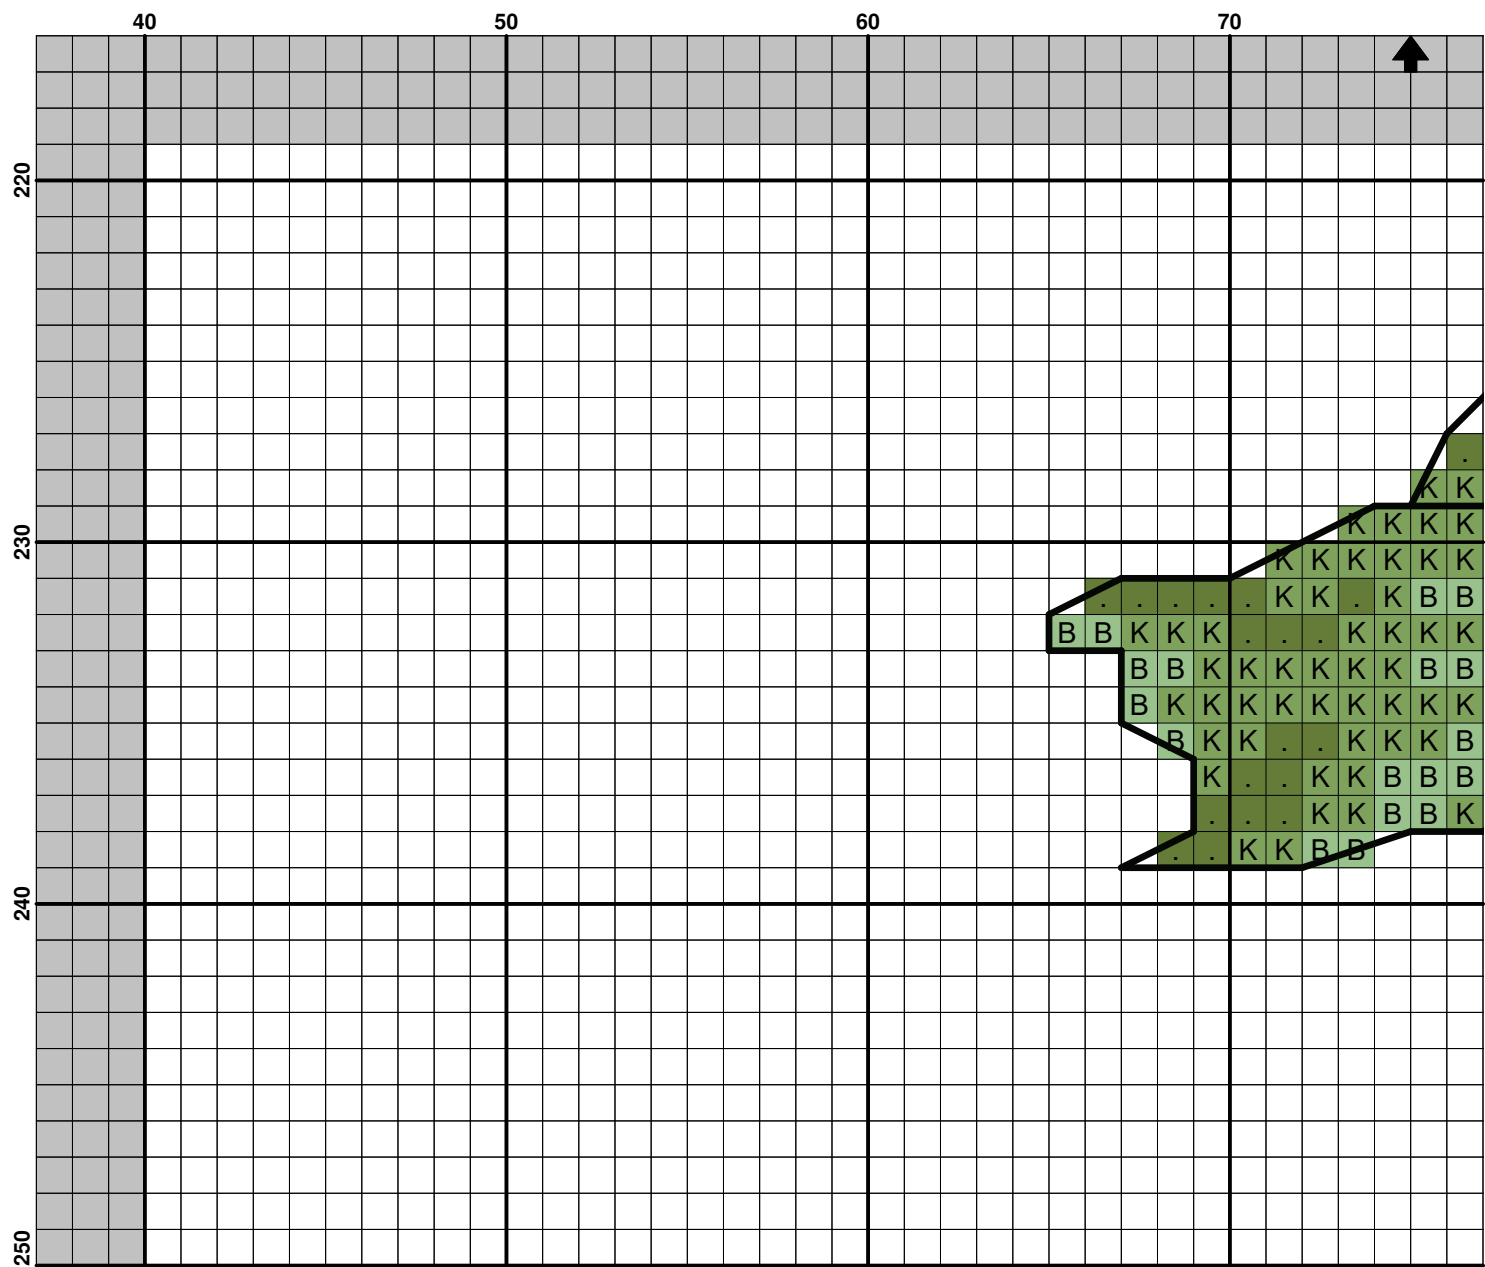 40 50 60 70
220
.
K K
K K K K
230
K K K K K K
. . . . . K K . K B B
B B K K K . . . K K K K
B B K K K K K K B B
B K K K K K K K K K
B K K . . K K K B
K . . K K B B B
. . . K K B B K
. . K K B B
240
250